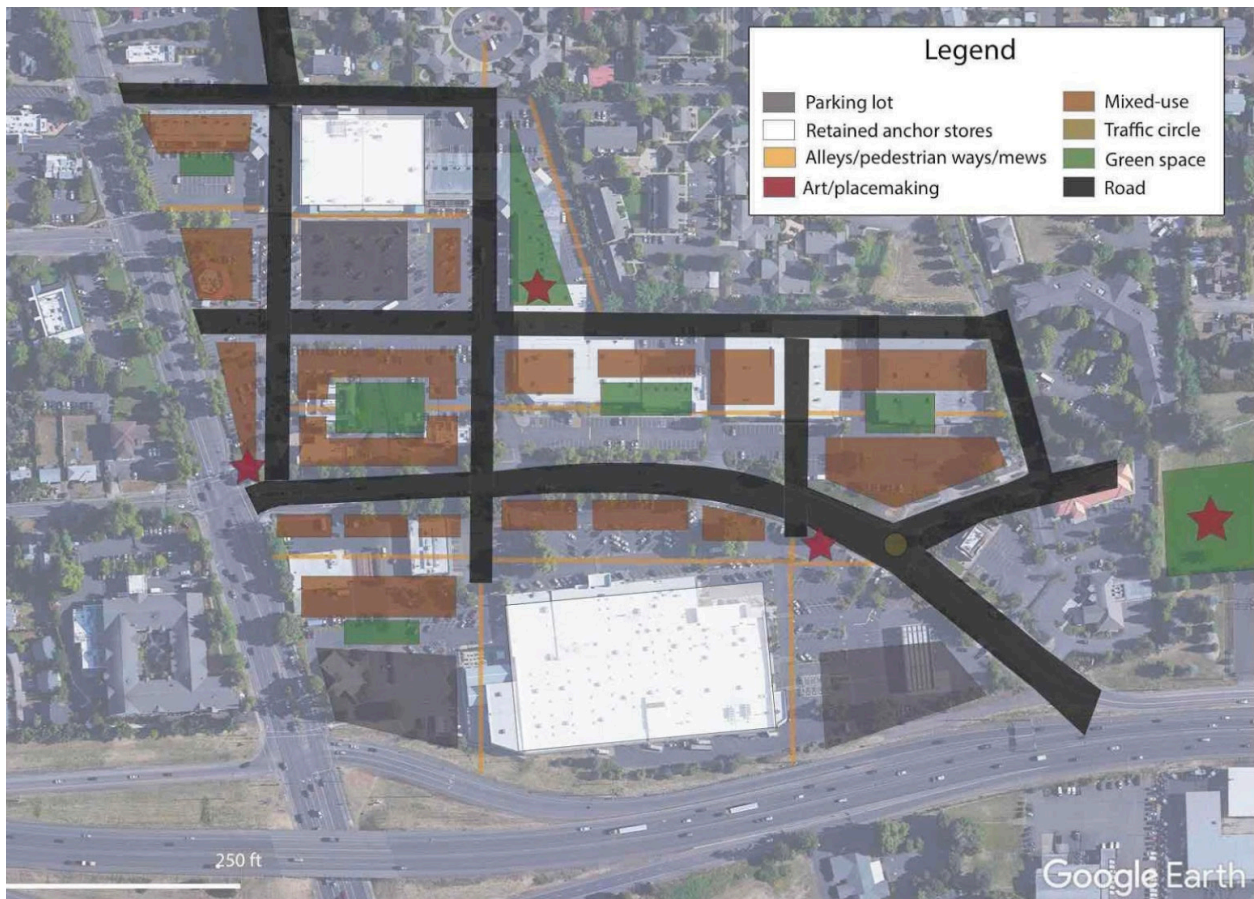 Legend
Parking lot
Retained anchor stores
Alleys/pedestrian ways/mews
Art/placemaking
Mixed-use
Traffic circle
Green space
Road
250 ft
Google Earth